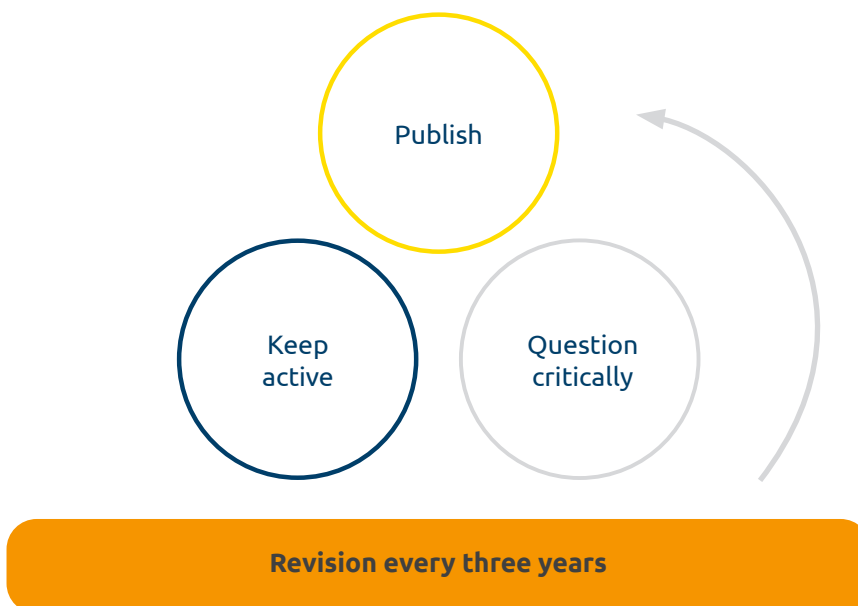 Publish
Keep
active
Question
critically
Revision every three years